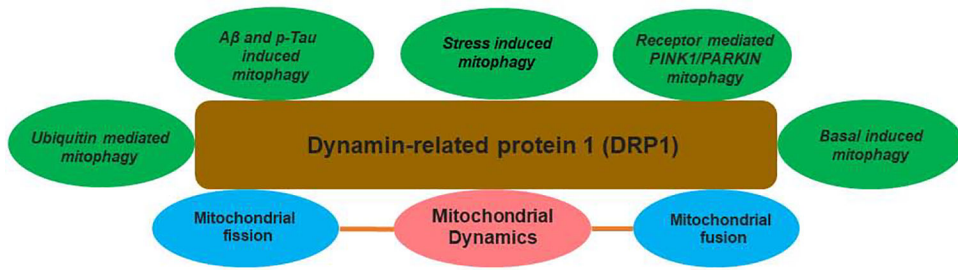 Aβ and p-Tau
induced
mitophagy
Stress induced
mitophagy
Receptor mediated
PINK1/PARKIN
mitophagy
Ubiquitin mediated
mitophagy
Dynamin-related protein 1 (DRP1)
Basal induced
mitophagy
Mitochondrial
fission
Mitochondrial
Dynamics
Mitochondrial
fusion